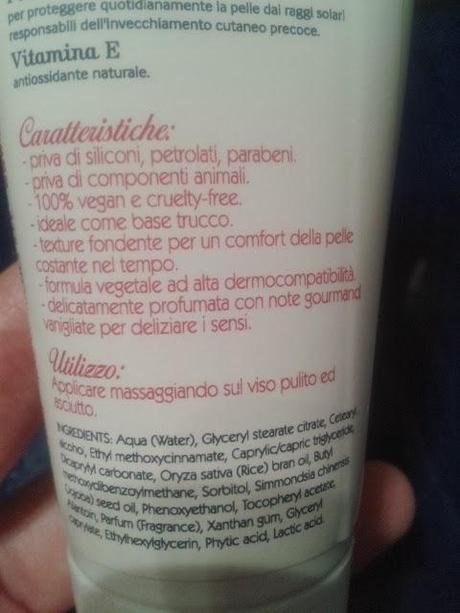 per proteggere quotidianamente la pelle dai raggi solari
responsabili dell'invecchiamento cutaneo precoce.
Vitamina E
antiossidante naturale.
Caratteristiche:
- priva di siliconi, petrolati, parabeni.
- priva di componenti animali.
- 100% vegan e cruelty-free.
- ideale come base trucco.
- texture fondente per un comfort della pelle
costante nel tempo.
- formula vegetale ad alta dermocompatibilità.
- delicatamente profumata con note gourmand
vanigliate per deliziare i sensi.
Utilizzo:
Applicare massaggiando sul viso pulito ed
asciutto.
INGREDIENTS: Aqua (Water), Glyceryl stearate citrate, Cetearyl
alcohol, Ethyl methoxycinnamate, Caprylic/capric triglyceride,
Dicaprylyl carbonate, Oryza sativa (Rice) bran oil, Butyl
methoxydibenzoylmethane, Sorbitol, Simmondsia chinensis
(Jojoba) seed oil, Phenoxyethanol, Tocopheryl acetate,
Allantoin, Parfum (Fragrance), Xanthan gum, Glyceryl
caprylate, Ethylhexylglycerin, Phytic acid, Lactic acid.